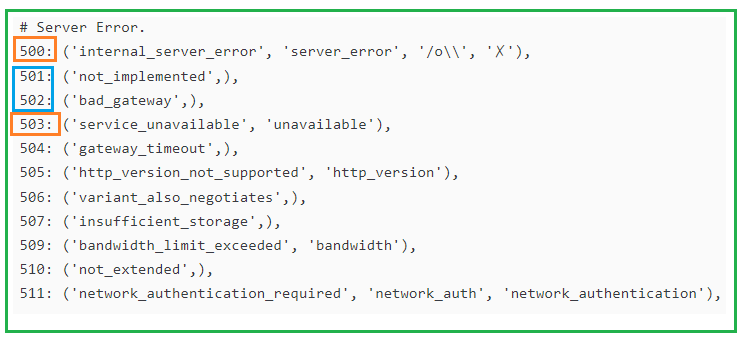 # Server Error.
500: ('internal_server_error', 'server_error', '/o\\', '✗'),
501: ('not_implemented',),
502: ('bad_gateway',),
503: ('service_unavailable', 'unavailable'),
504: ('gateway_timeout',),
505: ('http_version_not_supported', 'http_version'),
506: ('variant_also_negotiates',),
507: ('insufficient_storage',),
509: ('bandwidth_limit_exceeded', 'bandwidth'),
510: ('not_extended',),
511: ('network_authentication_required', 'network_auth', 'network_authentication'),